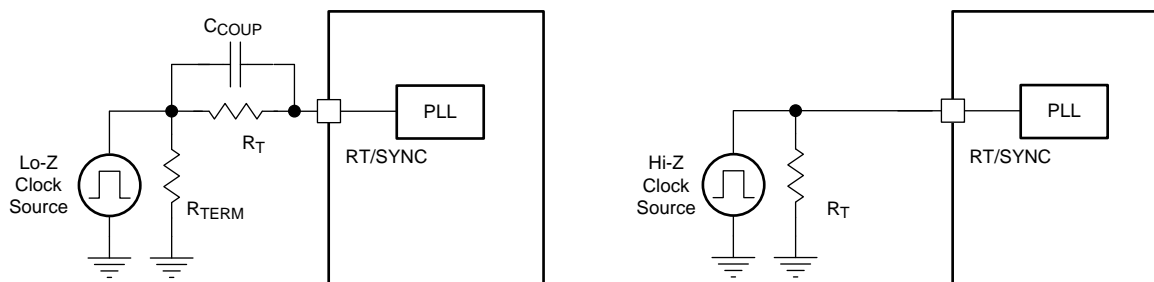 C_COUP
PLL
R_T
RT/SYNC
Lo-Z
Clock
Source
R_TERM
PLL
RT/SYNC
Hi-Z
Clock
Source
R_T